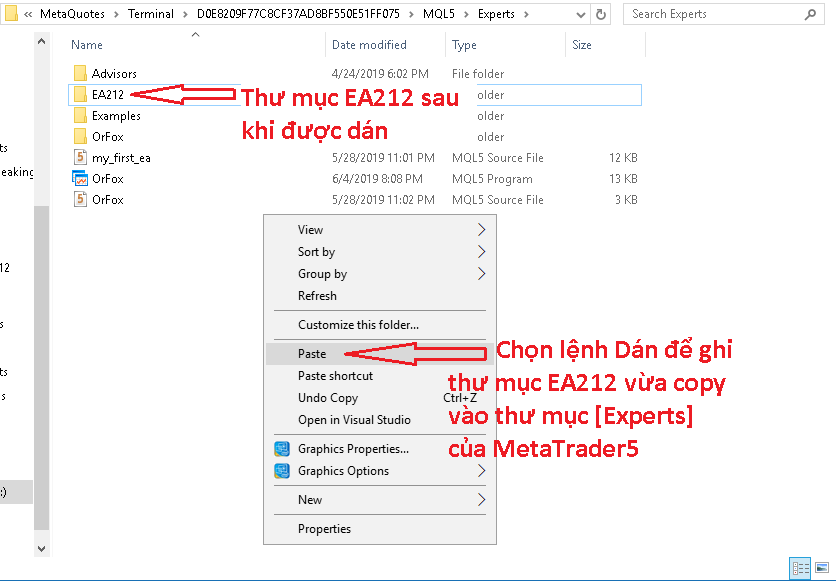 « MetaQuotes > Terminal > D0E8209F77C8CF37AD8BF550E51FF075 > MQL5 > Experts >
Search Experts
Name Date modified Type Size
Advisors 4/24/2019 6:02 PM File folder
EA212 older
Thư mục EA212 sau
khi được dán
Examples older
OrFox older
ts
my_first_ea 5/28/2019 11:01 PM MQL5 Source File 12 KB
eaking
OrFox 6/4/2019 8:08 PM MQL5 Program 13 KB
OrFox 5/28/2019 11:02 PM MQL5 Source File 3 KB
View
Sort by
12
Group by
Refresh
s
Customize this folder...
Paste
Chọn lệnh Dán để ghi
thư mục EA212 vừa copy
vào thư mục [Experts]
của MetaTrader5
ts
Paste shortcut
s
Undo Copy Ctrl+Z
Open in Visual Studio
Graphics Properties...
Graphics Options
:)
New
Properties